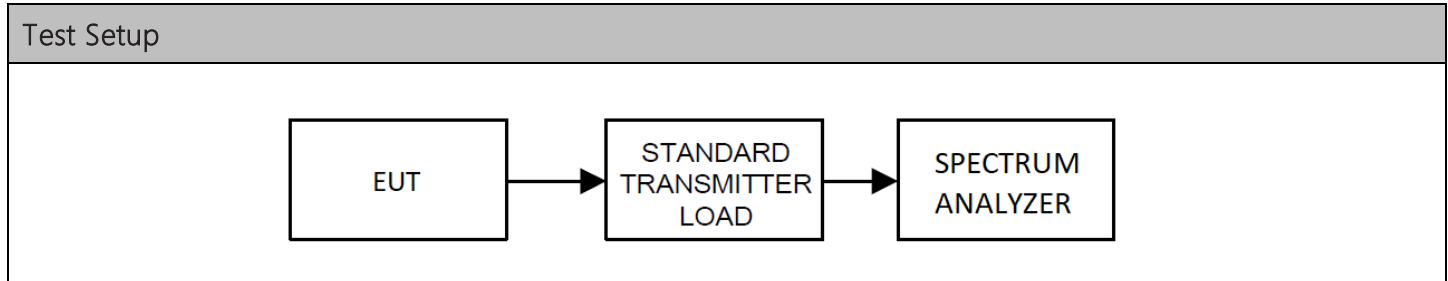 Test Setup
EUT
STANDARD
TRANSMITTER
LOAD
SPECTRUM
ANALYZER